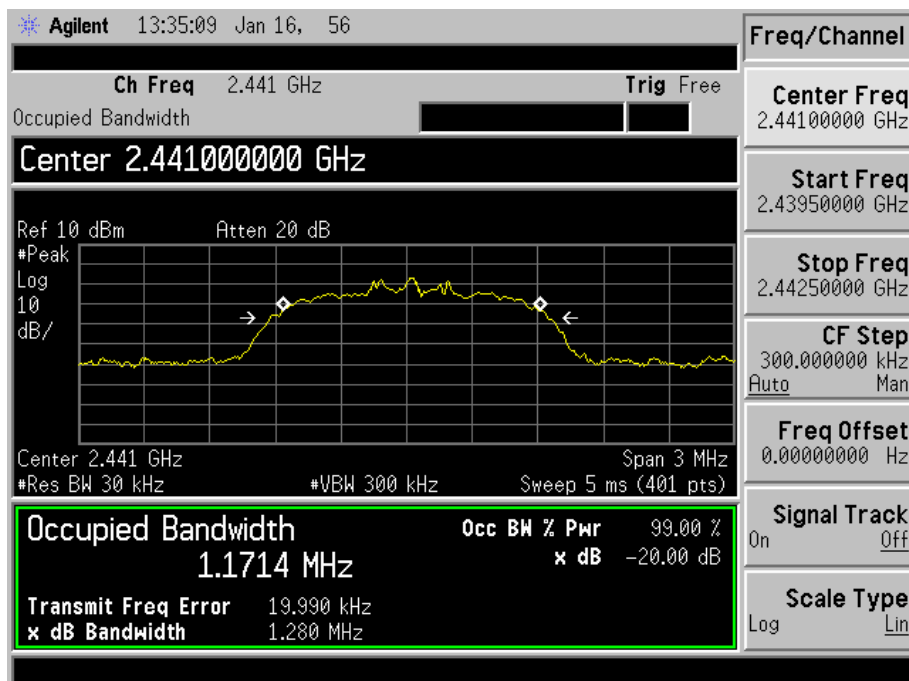 Agilent 13:35:09 Jan 16, 56
Ch Freq 2.441 GHz Trig Free
Occupied Bandwidth
Center 2.441000000 GHz
Ref 10 dBm Atten 20 dB
#Peak
Log
10
dB/
Center 2.441 GHz Span 3 MHz
#Res BW 30 kHz #VBW 300 kHz Sweep 5 ms (401 pts)
Occupied Bandwidth Occ BW % Pwr 99.00 %
1.1714 MHz x dB -20.00 dB
Transmit Freq Error 19.990 kHz
x dB Bandwidth 1.280 MHz
Freq/Channel
Center Freq
2.44100000 GHz
Start Freq
2.43950000 GHz
Stop Freq
2.44250000 GHz
CF Step
300.000000 kHz
Auto Man
Freq Offset
0.00000000 Hz
Signal Track
On Off
Scale Type
Log Lin